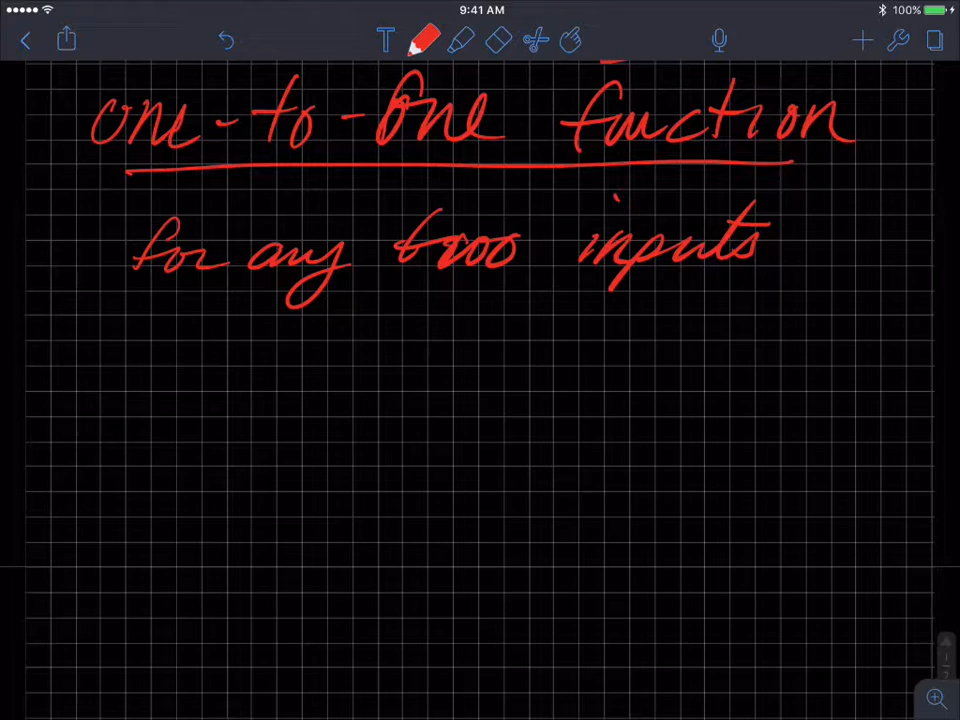 9:41 AM
100%
T
one-to-one function
for any two inputs